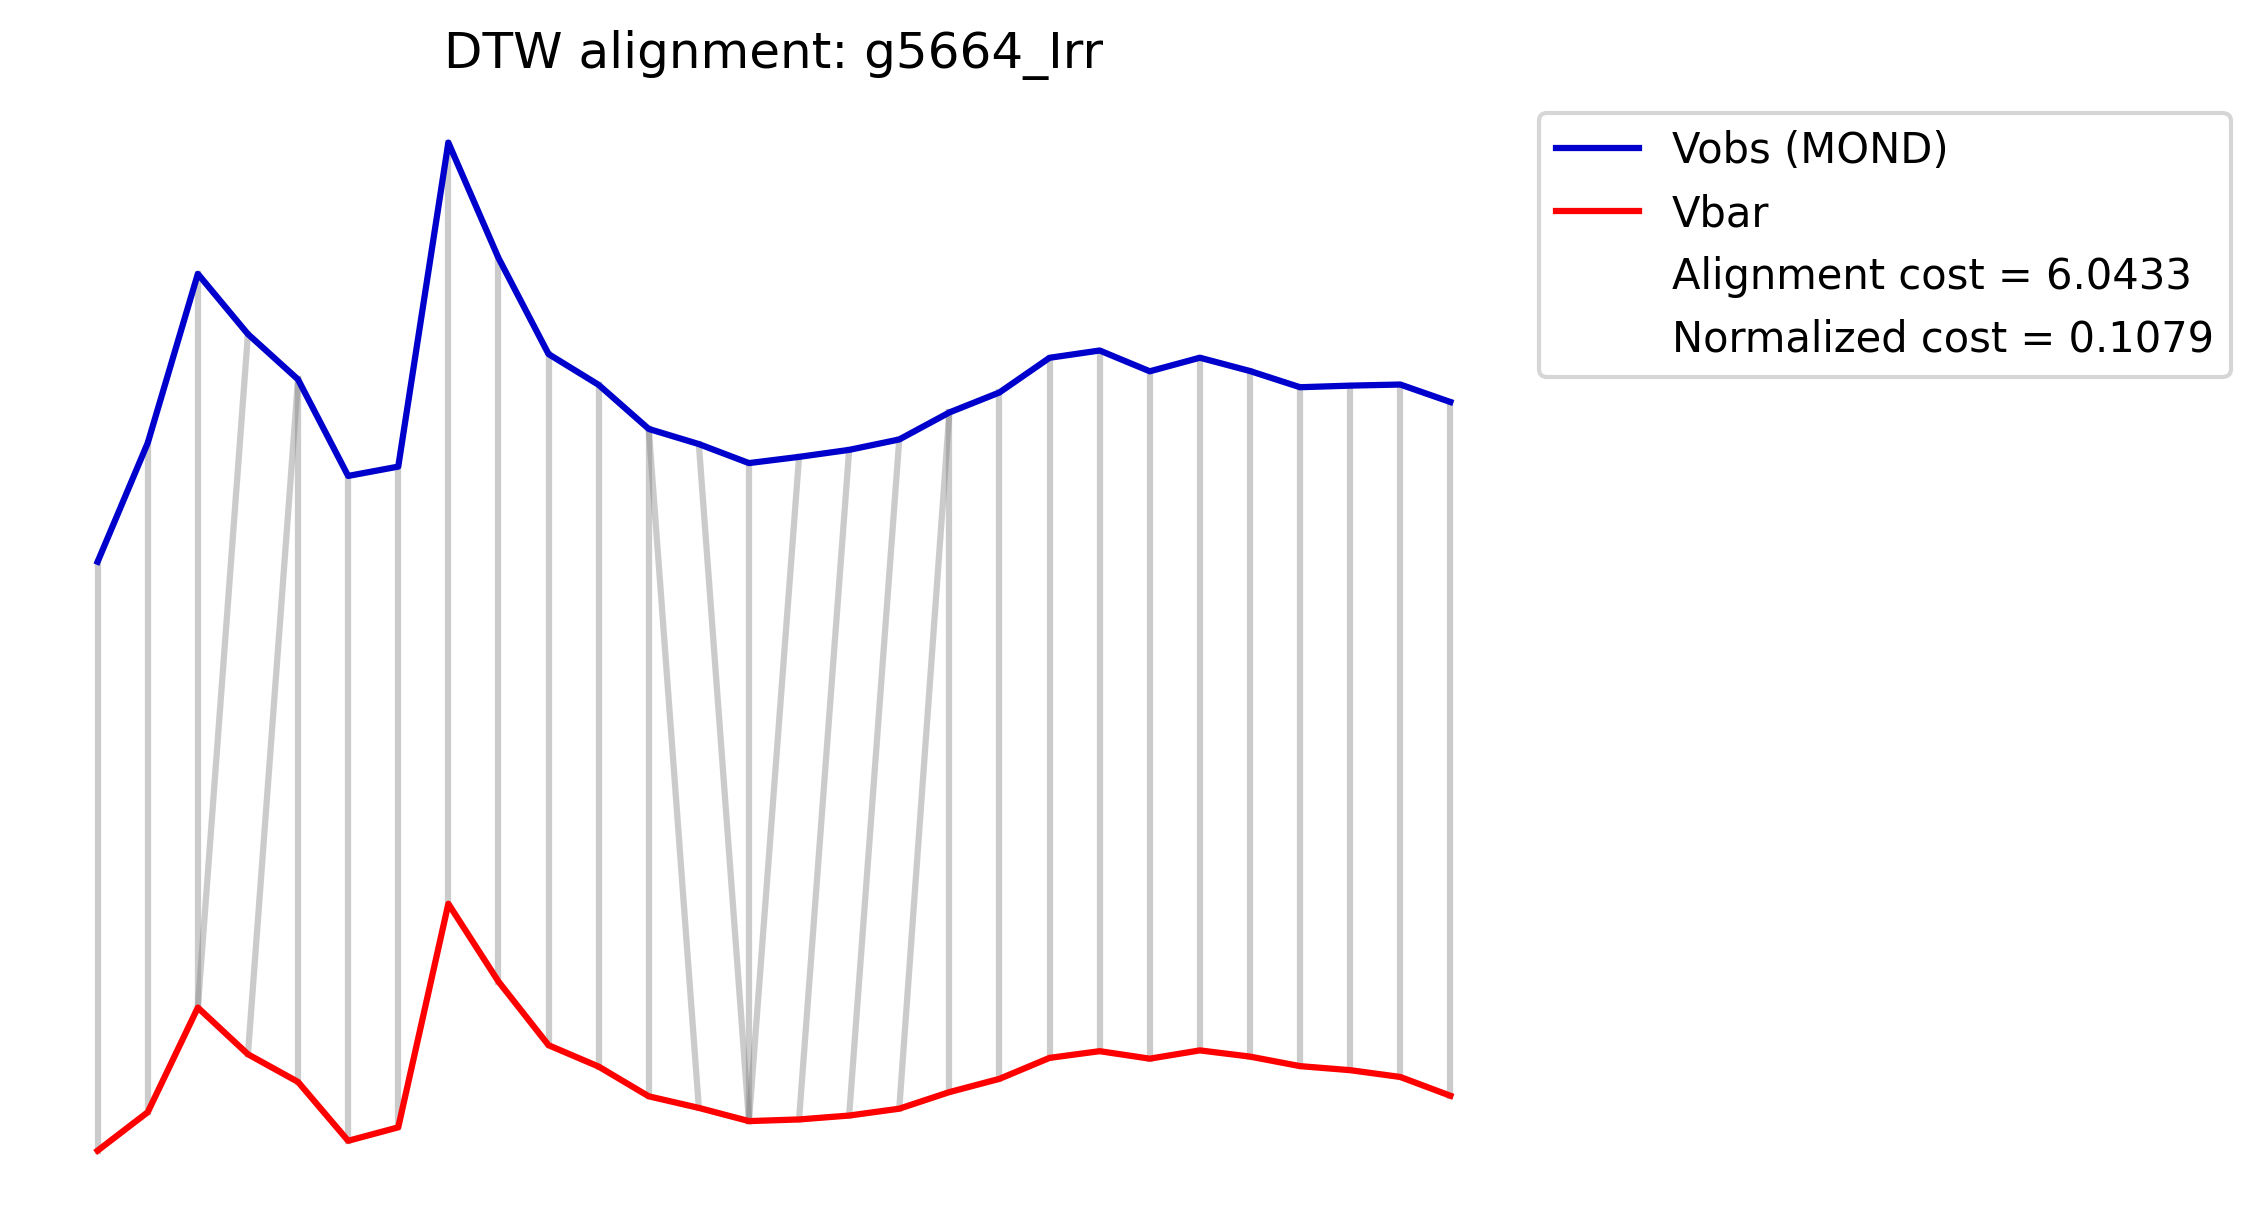 DTW alignment: g5664_Irr
Vobs (MOND)
Vbar
Alignment cost = 6.0433
Normalized cost = 0.1079